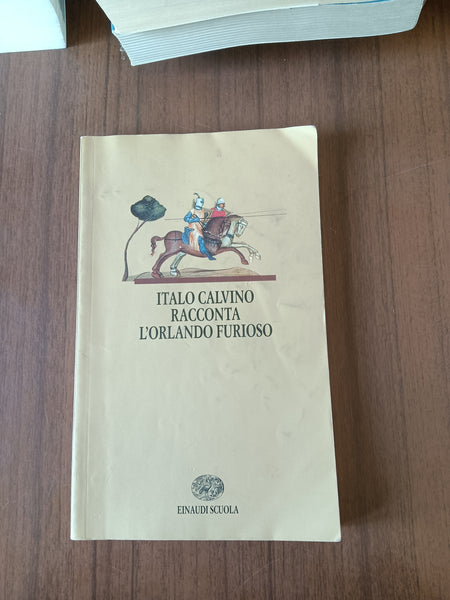 ITALO CALVINO
RACCONTA
L'ORLANDO FURIOSO
EINAUDI SCUOLA